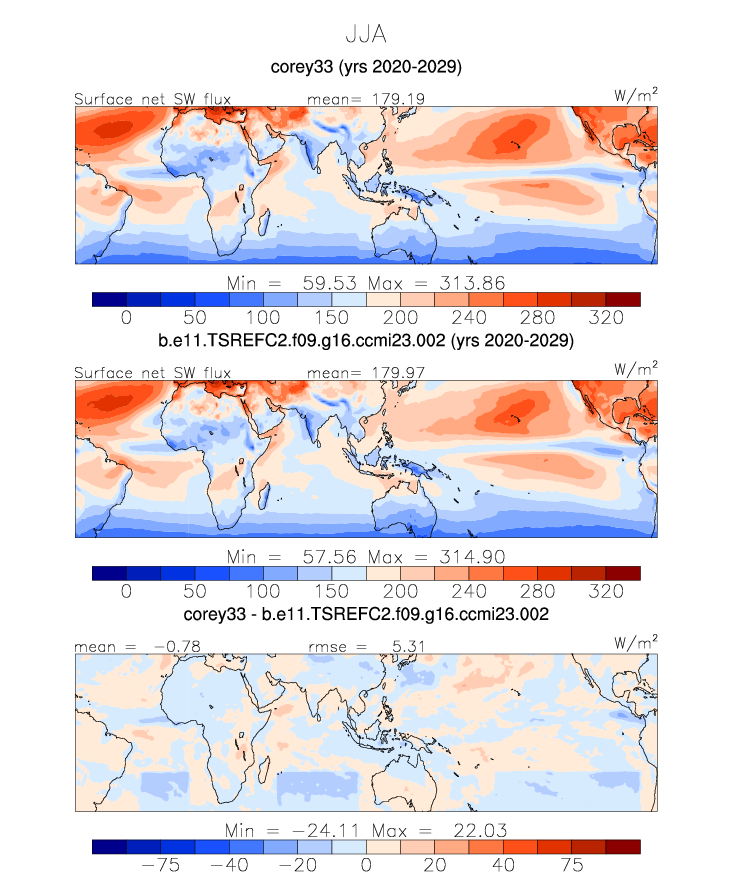 JJA
corey33 (yrs 2020-2029)
Surface net SW flux mean= 179.19 W/m²
Min = 59.53 Max = 313.86
0 50 100 150 200 240 280 320
b.e11.TSREFC2.f09.g16.ccmi23.002 (yrs 2020-2029)
Surface net SW flux mean= 179.97 W/m²
Min = 57.56 Max = 314.90
0 50 100 150 200 240 280 320
corey33 - b.e11.TSREFC2.f09.g16.ccmi23.002
mean = -0.78 rmse = 5.31 W/m²
Min = -24.11 Max = 22.03
-75 -40 -20 0 20 40 75